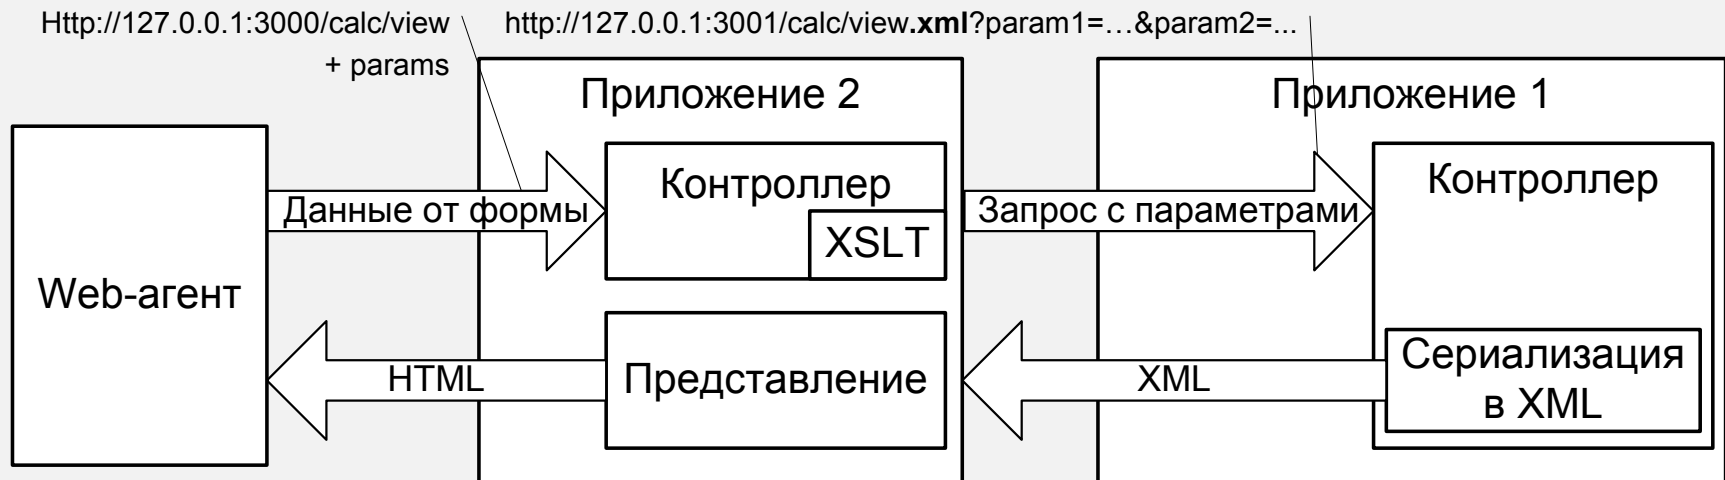 Http://127.0.0.1:3000/calc/view
+ params
http://127.0.0.1:3001/calc/view.xml?param1=…&param2=...
Приложение 2
Приложение 1
Web-агент
Данные от формы
Контроллер
XSLT
Запрос с параметрами
Контроллер
HTML
Представление
XML
Сериализация
в XML